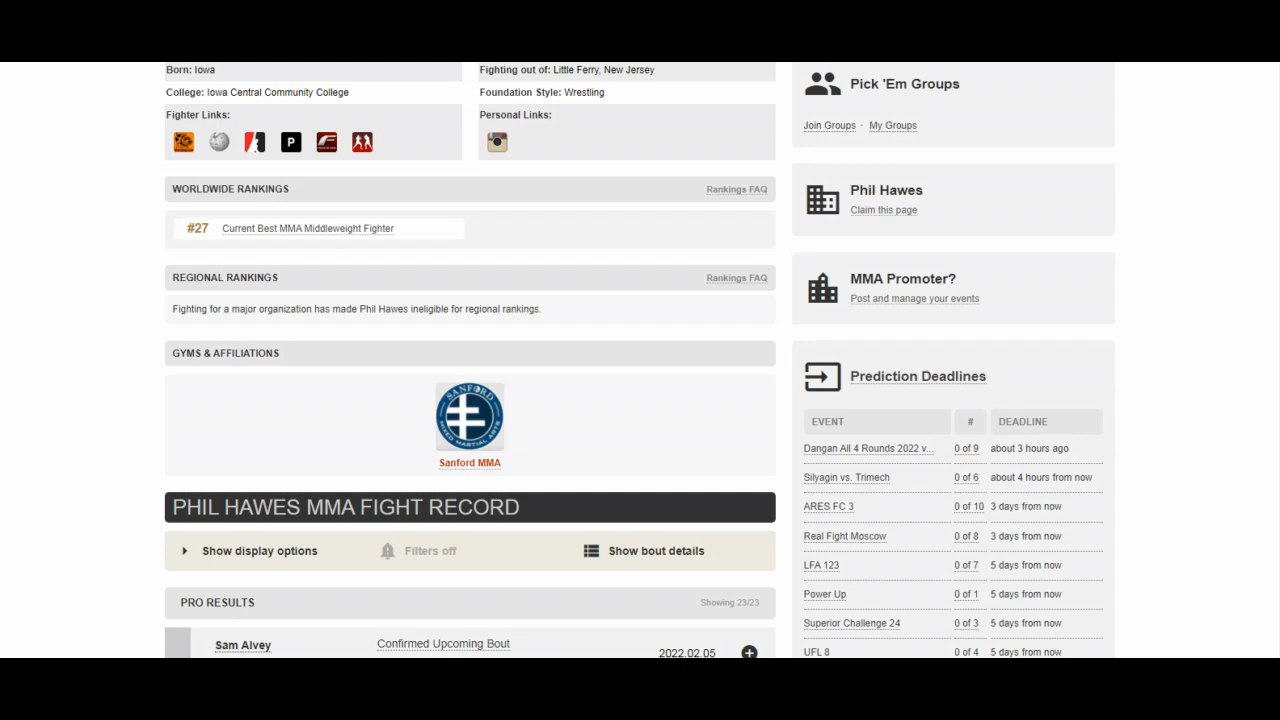 Born: Iowa
Fighting out of: Little Ferry, New Jersey
College: Iowa Central Community College
Foundation Style: Wrestling
Fighter Links:
Personal Links:
P
WORLDWIDE RANKINGS
Rankings FAQ
#27 Current Best MMA Middleweight Fighter
REGIONAL RANKINGS
Rankings FAQ
Fighting for a major organization has made Phil Hawes ineligible for regional rankings.
GYMS & AFFILIATIONS
SANFORD
MIXED MARTIAL ARTS
Sanford MMA
PHIL HAWES MMA FIGHT RECORD
Show display options
Filters off
Show bout details
PRO RESULTS
Showing 23/23
Sam Alvey
Confirmed Upcoming Bout
2022.02.05
Pick 'Em Groups
Join Groups · My Groups
Phil Hawes
Claim this page
MMA Promoter?
Post and manage your events
Prediction Deadlines
EVENT # DEADLINE
Dangan All 4 Rounds 2022 v... 0 of 9 about 3 hours ago
Silyagin vs. Trimech 0 of 6 about 4 hours from now
ARES FC 3 0 of 10 3 days from now
Real Fight Moscow 0 of 8 3 days from now
LFA 123 0 of 7 5 days from now
Power Up 0 of 1 5 days from now
Superior Challenge 24 0 of 3 5 days from now
UFL 8 0 of 4 5 days from now